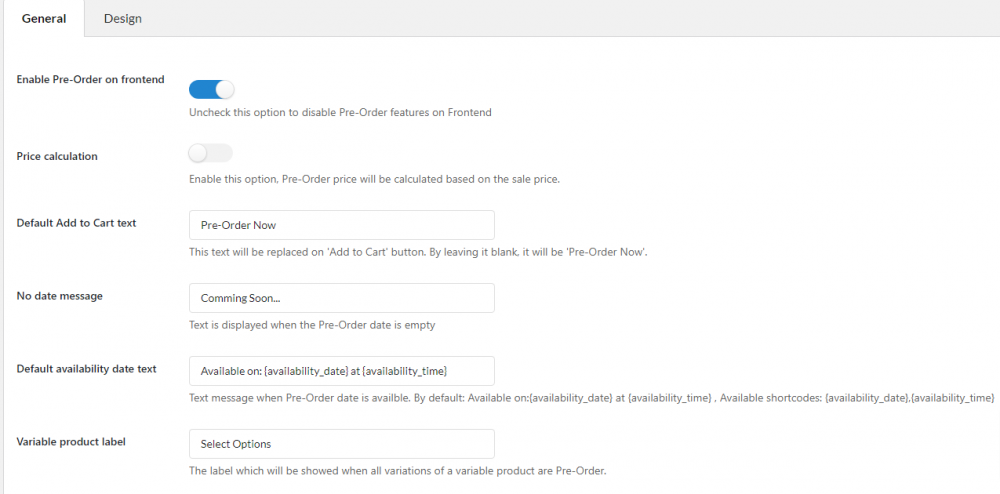 General Design
Enable Pre-Order on frontend
Uncheck this option to disable Pre-Order features on Frontend
Price calculation
Enable this option, Pre-Order price will be calculated based on the sale price.
Default Add to Cart text Pre-Order Now
This text will be replaced on 'Add to Cart' button. By leaving it blank, it will be 'Pre-Order Now'.
No date message Comming Soon...
Text is displayed when the Pre-Order date is empty
Default availability date text Available on: {availability_date} at {availability_time}
Text message when Pre-Order date is availble. By default: Available on:{availability_date} at {availability_time} , Available shortcodes: {availability_date},{availability_time}
Variable product label Select Options
The label which will be showed when all variations of a variable product are Pre-Order.